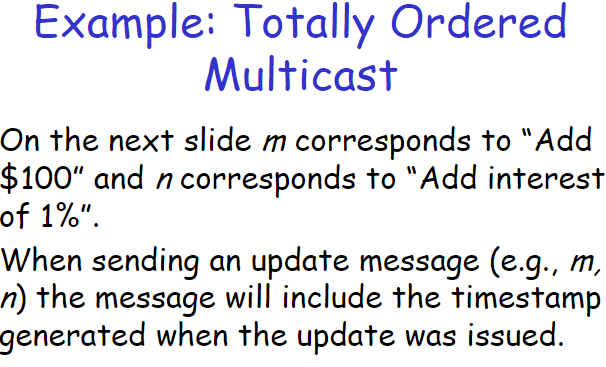 Example: Totally Ordered
Multicast
On the next slide m corresponds to “Add
$100” and n corresponds to “Add interest
of 1%”.
When sending an update message (e.g., m,
n) the message will include the timestamp
generated when the update was issued.